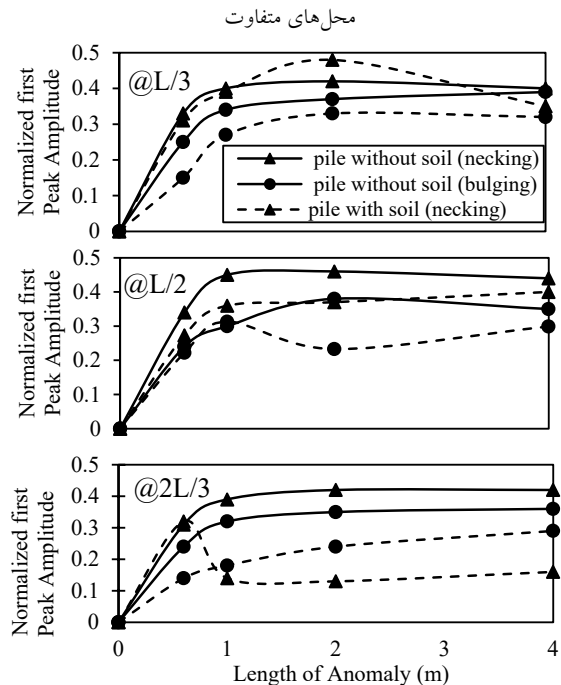 محل‌های متفاوت
@L/3
Normalized first
Peak Amplitude
0.5
0.4
0.3
0.2
0.1
0
pile without soil (necking)
pile without soil (bulging)
pile with soil (necking)
@L/2
Normalized first
Peak Amplitude
0.5
0.4
0.3
0.2
0.1
0
@2L/3
Normalized first
Peak Amplitude
0.5
0.4
0.3
0.2
0.1
0
0 1 2 3 4
Length of Anomaly (m)